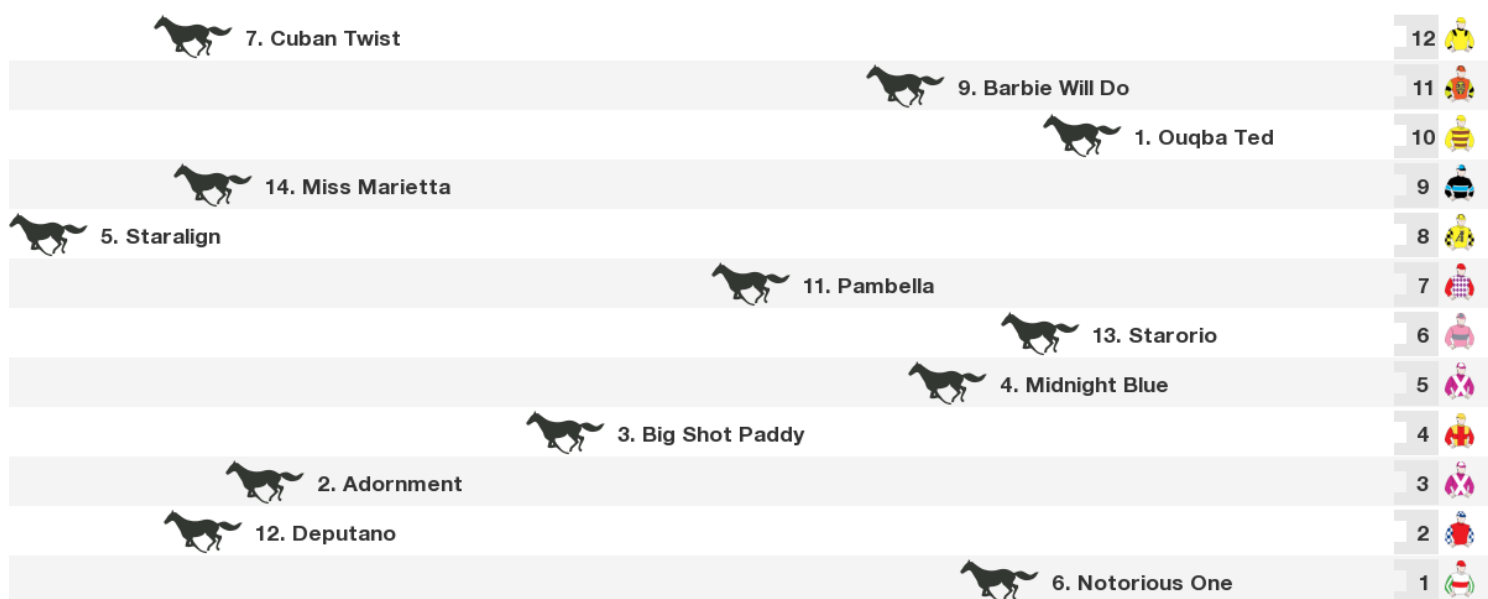 7. Cuban Twist 12
9. Barbie Will Do 11
1. Ouqba Ted 10
14. Miss Marietta 9
5. Staralign 8
11. Pambella 7
13. Starorio 6
4. Midnight Blue 5
3. Big Shot Paddy 4
2. Adornment 3
12. Deputano 2
6. Notorious One 1